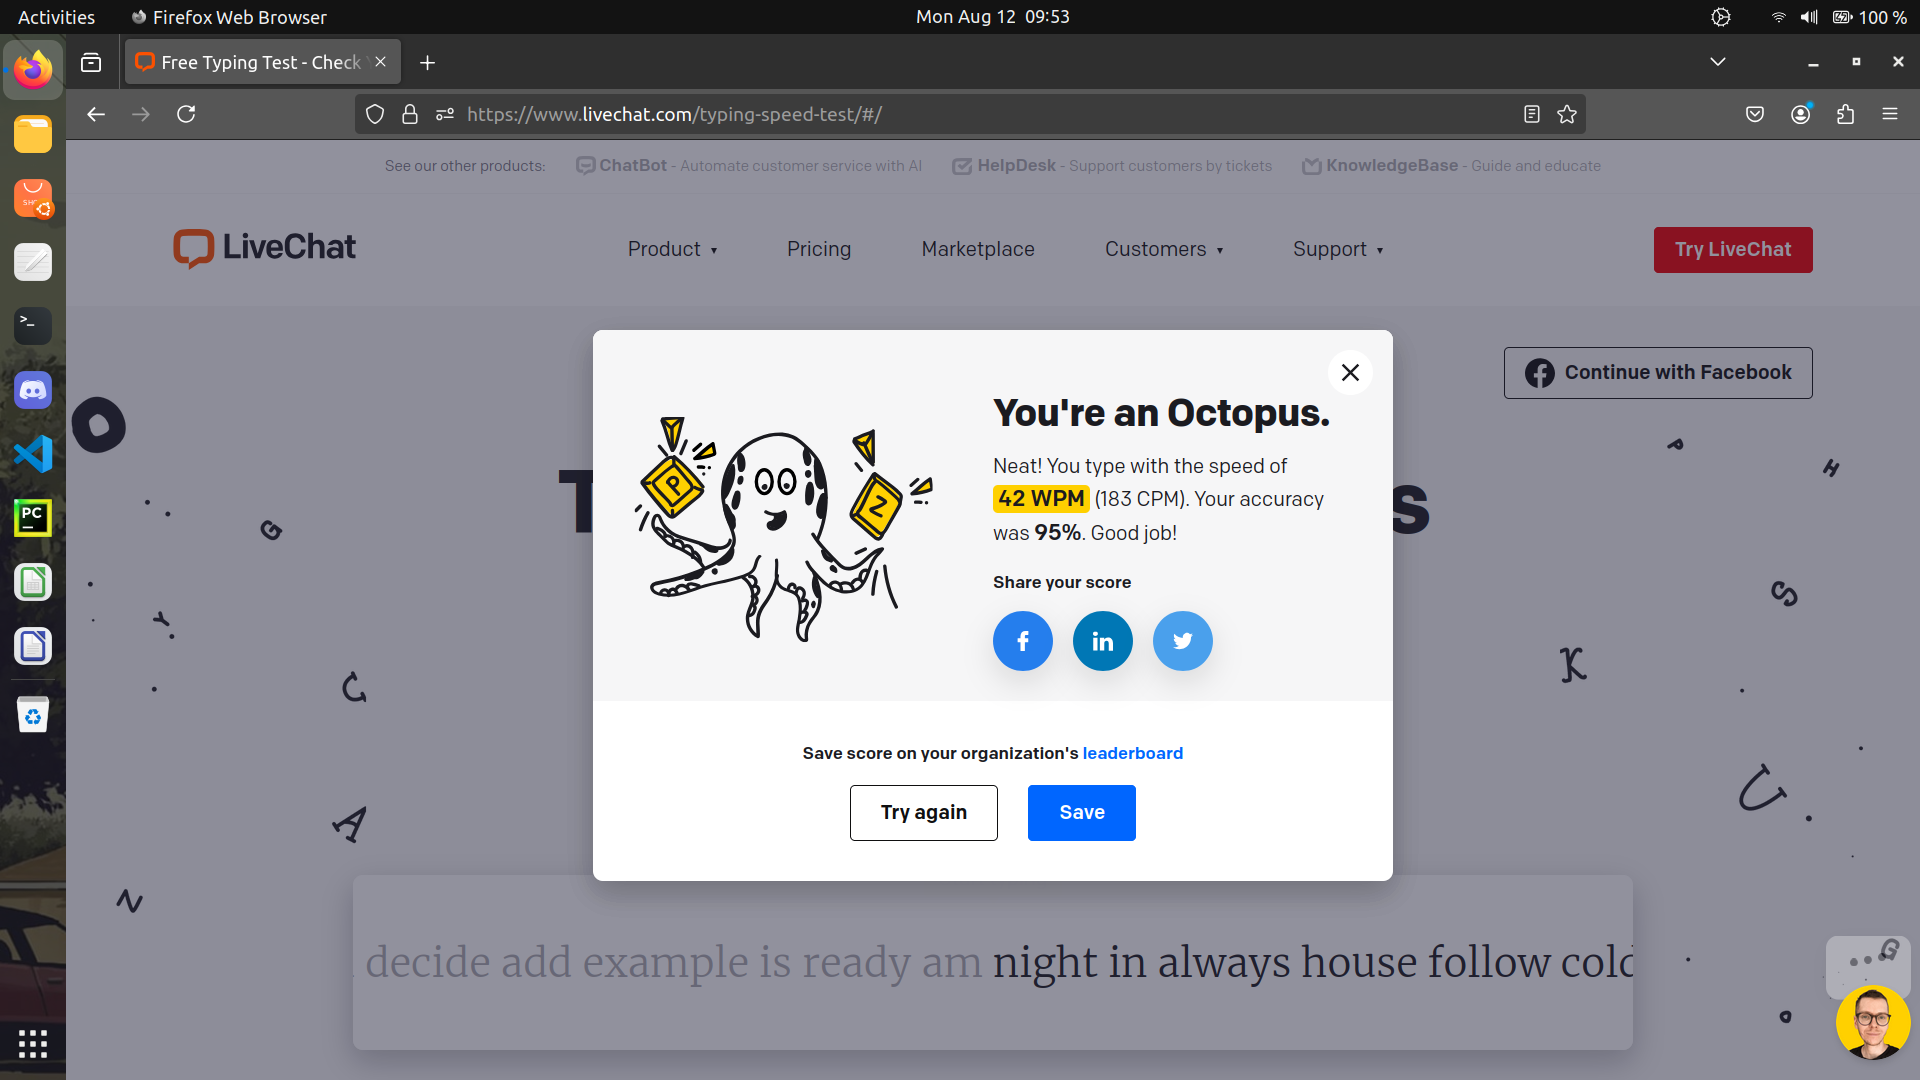 Activities
Firefox Web Browser
Mon Aug 12 09:53
100 %
Free Typing Test - Check
https://www.livechat.com/typing-speed-test/#/
See our other products:
ChatBot - Automate customer service with AI
HelpDesk - Support customers by tickets
KnowledgeBase - Guide and educate
LiveChat
Product
Pricing
Marketplace
Customers
Support
Try LiveChat
Continue with Facebook
You're an Octopus.
Neat! You type with the speed of
42 WPM (183 CPM). Your accuracy
was 95%. Good job!
Share your score
f
in
P
Z
T
s
O
G
Y
C
A
N
P
H
S
K
U
G
O
PC
>_
Save score on your organization's leaderboard
Try again
Save
decide add example is ready am night in always house follow cold